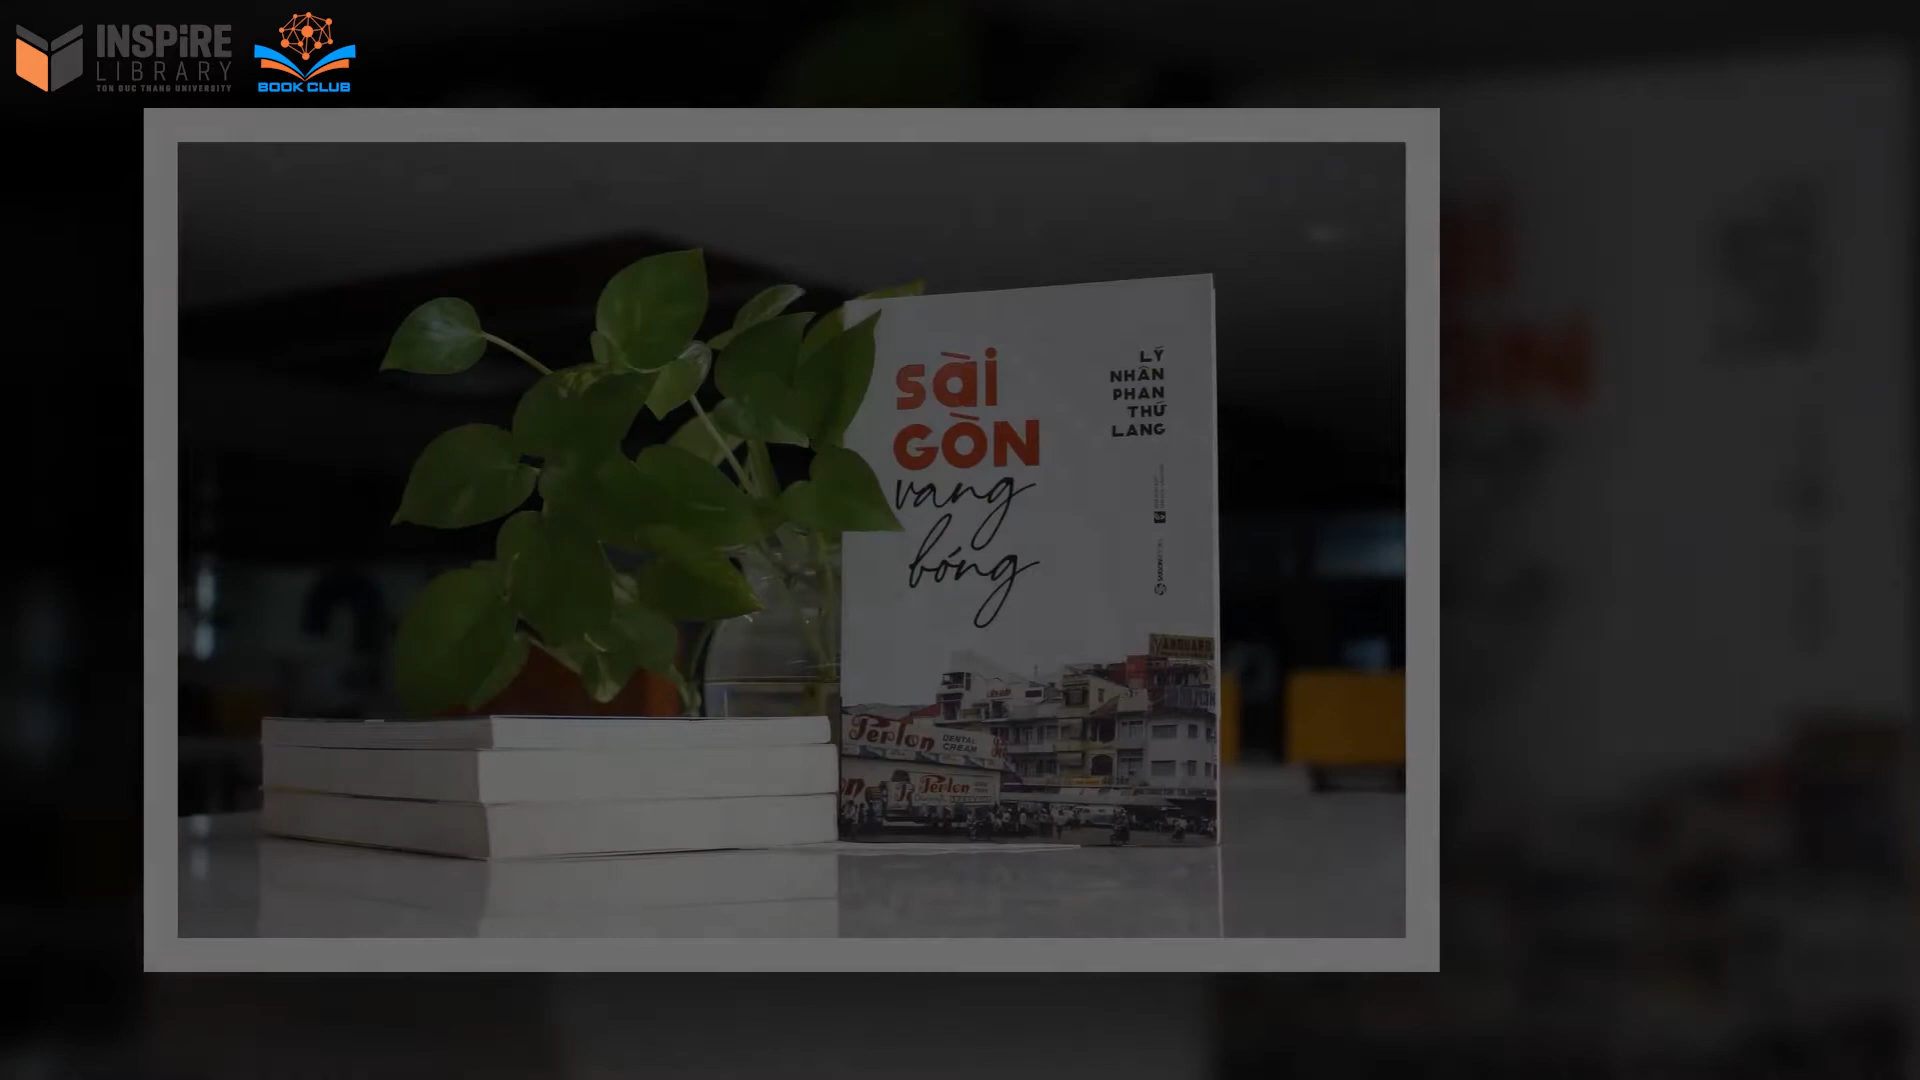 INSPiRE
LIBRARY
TON DUC THANG UNIVERSITY
BOOK CLUB
sài
GÒN
vang
bóng
LÝ
NHÂN
PHAN
THỨ
LANG
VANGUARD
Perlon
DENTAL
CREAM
Perlon